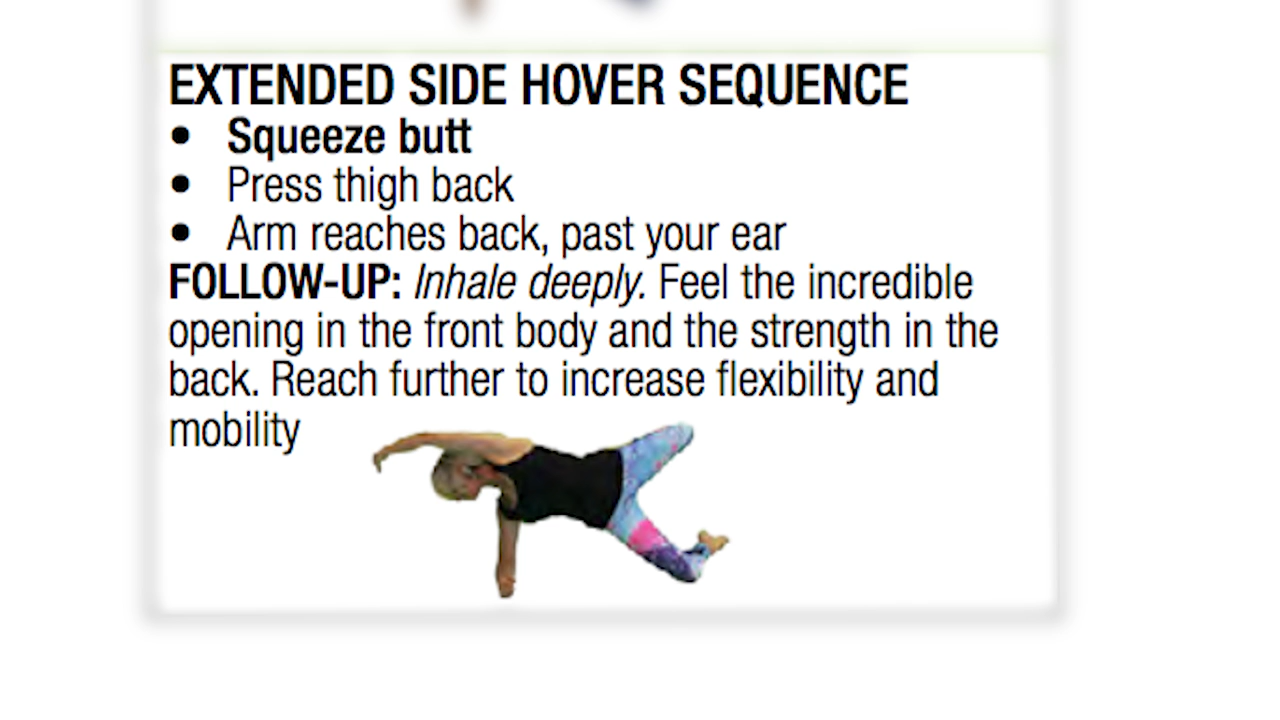 EXTENDED SIDE HOVER SEQUENCE
• Squeeze butt
• Press thigh back
• Arm reaches back, past your ear
FOLLOW-UP: Inhale deeply. Feel the incredible
opening in the front body and the strength in the
back. Reach further to increase flexibility and
mobility